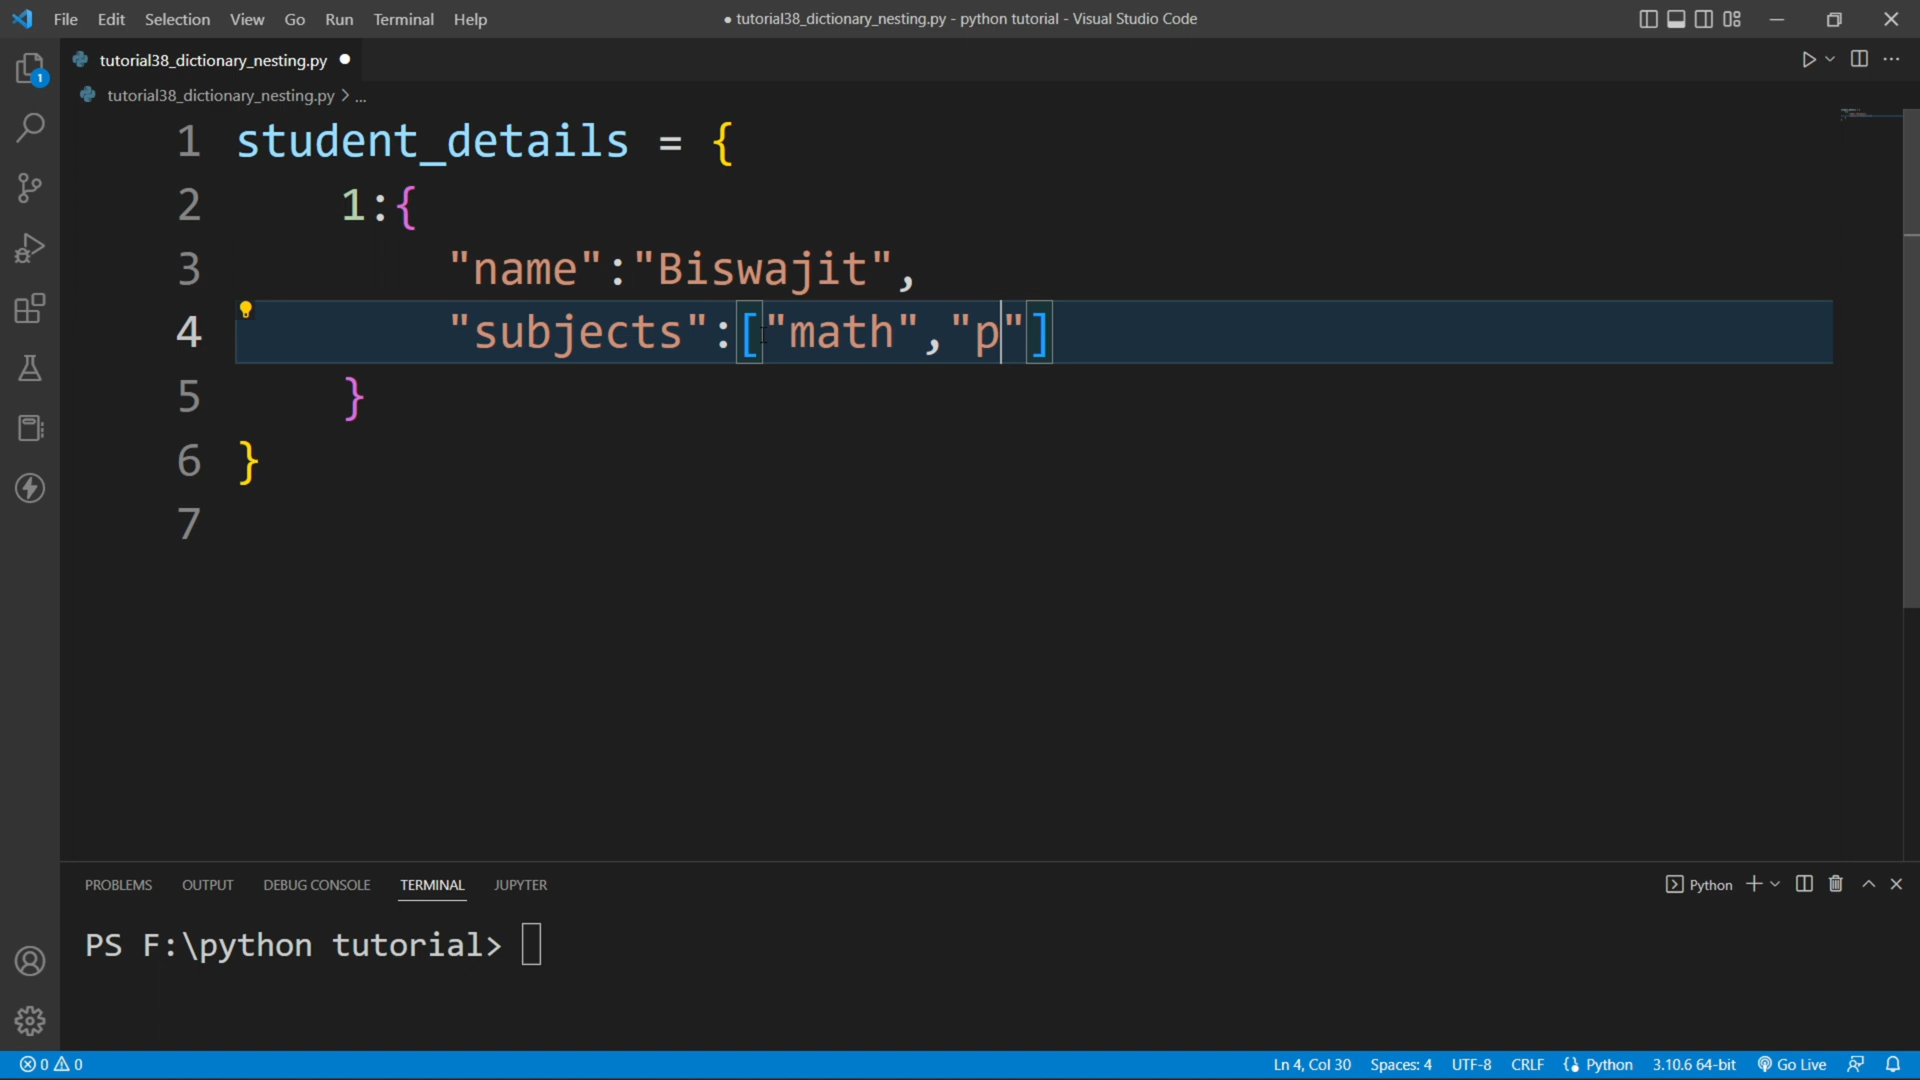 File Edit Selection View Go Run Terminal Help
● tutorial38_dictionary_nesting.py - python tutorial - Visual Studio Code
1
tutorial38_dictionary_nesting.py ●
tutorial38_dictionary_nesting.py > ...
1 student_details = {
2     1:{
3         "name":"Biswajit",
4         "subjects":["math","p"]
5     }
6 }
7
PROBLEMS OUTPUT DEBUG CONSOLE TERMINAL JUPYTER
Python
PS F:\python tutorial>
0 0
Ln 4, Col 30 Spaces: 4 UTF-8 CRLF Python 3.10.6 64-bit Go Live